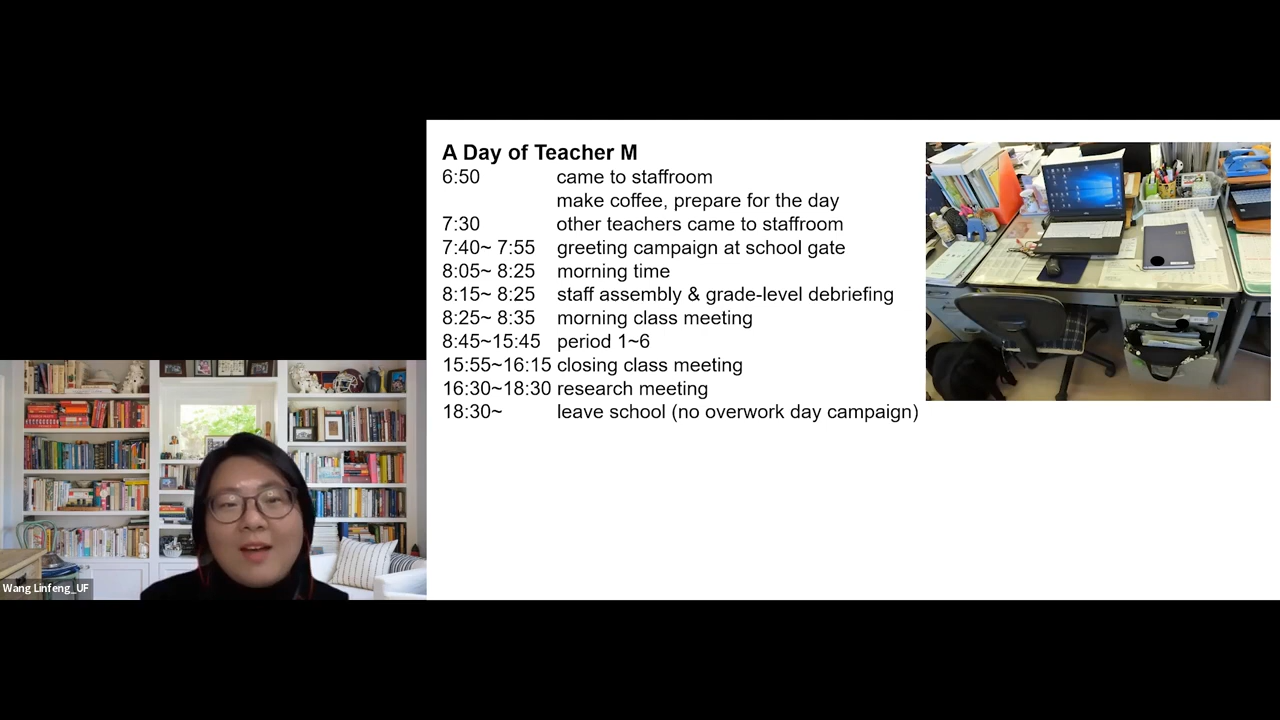 A Day of Teacher M
6:50 came to staffroom
make coffee, prepare for the day
7:30 other teachers came to staffroom
7:40~ 7:55 greeting campaign at school gate
8:05~ 8:25 morning time
8:15~ 8:25 staff assembly & grade-level debriefing
8:25~ 8:35 morning class meeting
8:45~15:45 period 1~6
15:55~16:15 closing class meeting
16:30~18:30 research meeting
18:30~ leave school (no overwork day campaign)
Wang Linfeng_UF